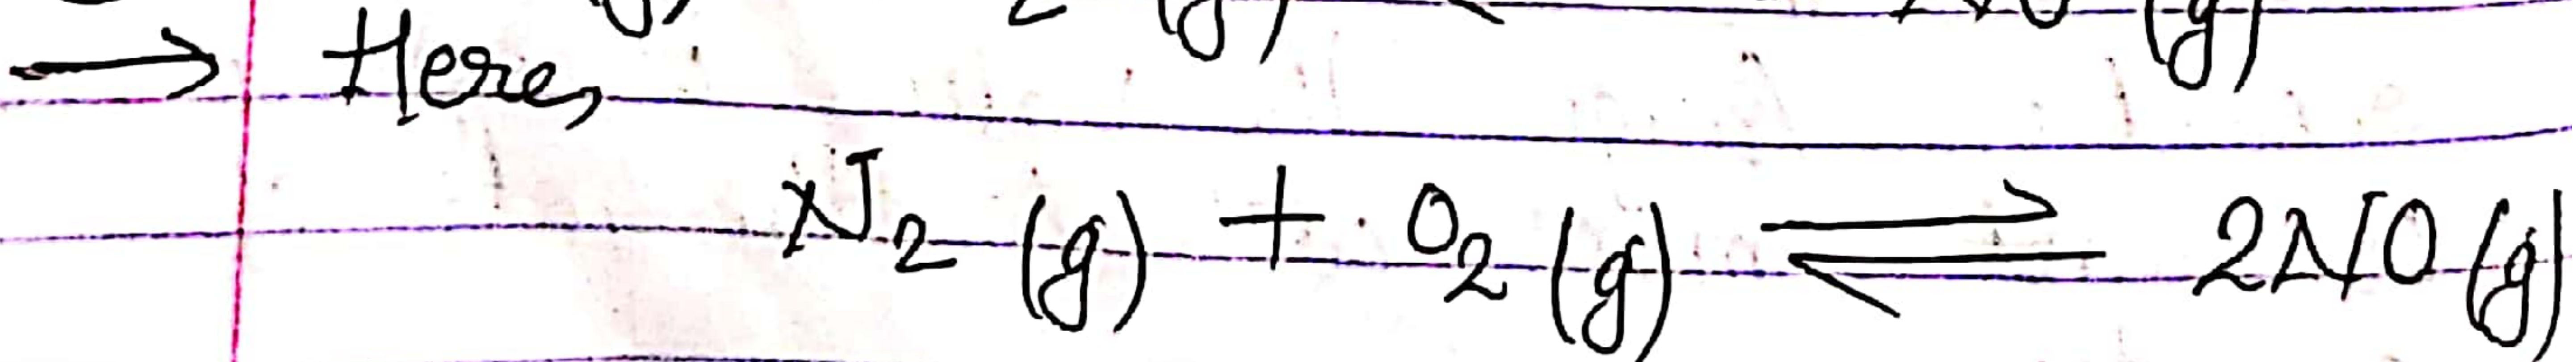 → Here,
N₂ (g) + O₂ (g) ⇌ 2NO (g)